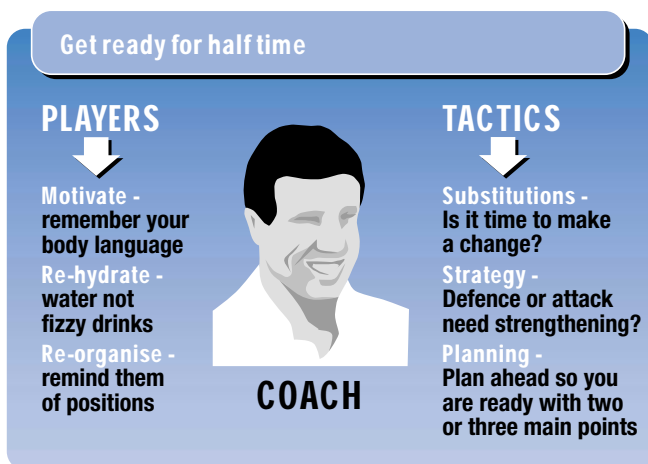 Get ready for half time
PLAYERS
Motivate -
remember your
body language
Re-hydrate -
water not
fizzy drinks
Re-organise -
remind them
of positions
COACH
TACTICS
Substitutions -
Is it time to make
a change?
Strategy -
Defence or attack
need strengthening?
Planning -
Plan ahead so you
are ready with two
or three main points